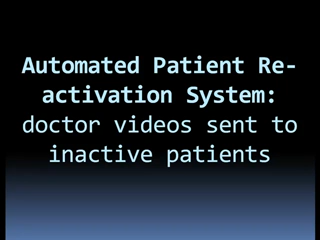 Automated Patient Re-
activation System:
doctor videos sent to
inactive patients